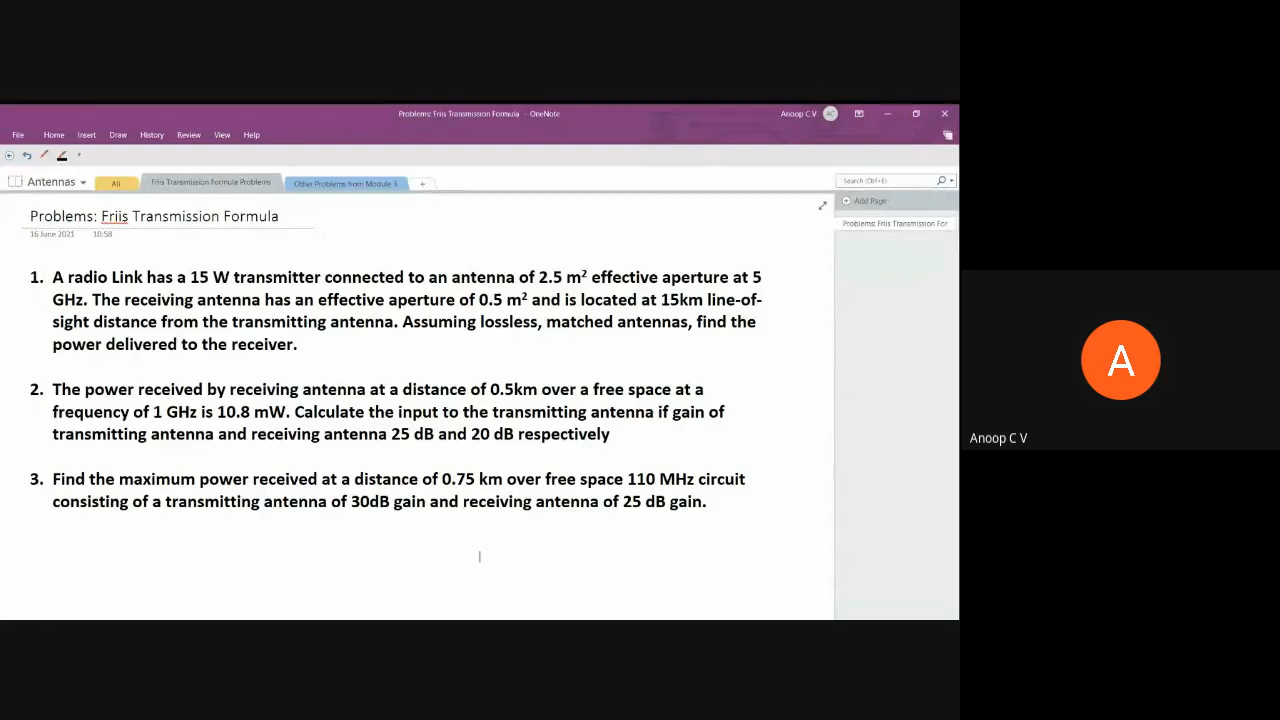 Problems: Friis Transmission Formula - OneNote
Anoop C V
AC
File Home Insert Draw History Review View Help
Antennas
All
Friis Transmission Formula Problems
Other Problems from Module 3
Search (Ctrl+E)
Add Page
Problems: Friis Transmission For
Problems: Friis Transmission Formula
16 June 2021 10:58
1. A radio Link has a 15 W transmitter connected to an antenna of 2.5 m² effective aperture at 5
GHz. The receiving antenna has an effective aperture of 0.5 m² and is located at 15km line-of-
sight distance from the transmitting antenna. Assuming lossless, matched antennas, find the
power delivered to the receiver.
2. The power received by receiving antenna at a distance of 0.5km over a free space at a
frequency of 1 GHz is 10.8 mW. Calculate the input to the transmitting antenna if gain of
transmitting antenna and receiving antenna 25 dB and 20 dB respectively
3. Find the maximum power received at a distance of 0.75 km over free space 110 MHz circuit
consisting of a transmitting antenna of 30dB gain and receiving antenna of 25 dB gain.
A
Anoop C V